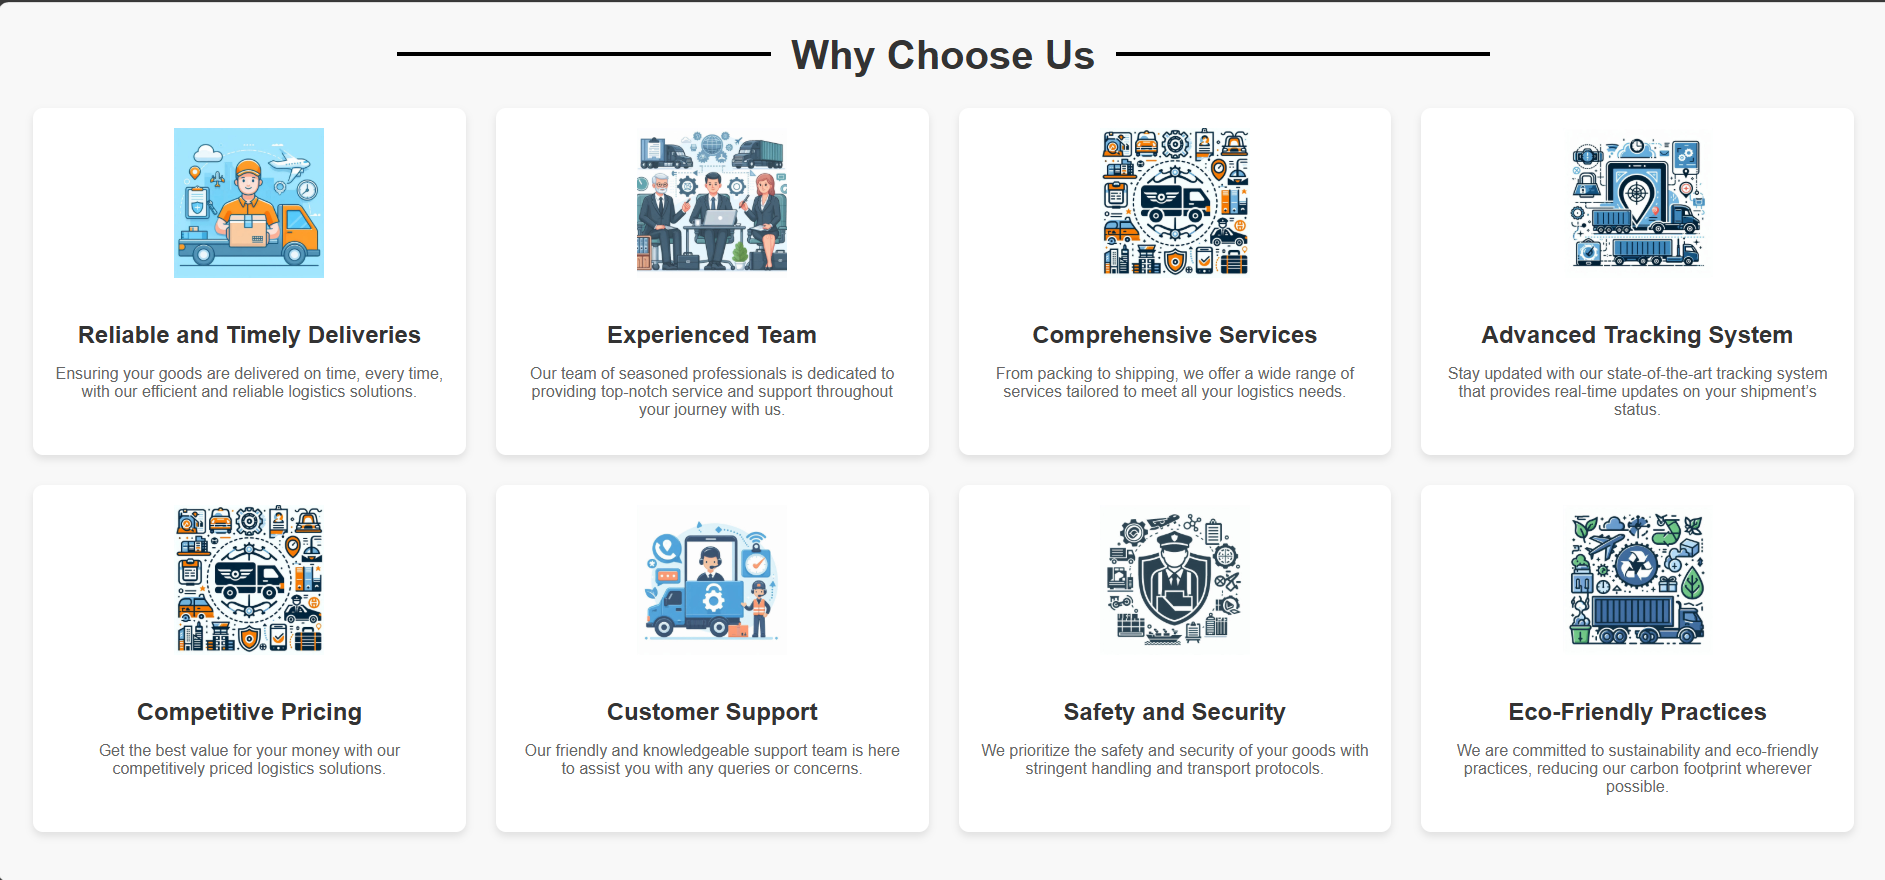 Why Choose Us
Reliable and Timely Deliveries
Ensuring your goods are delivered on time, every time,
with our efficient and reliable logistics solutions.
Experienced Team
Our team of seasoned professionals is dedicated to
providing top-notch service and support throughout
your journey with us.
Comprehensive Services
From packing to shipping, we offer a wide range of
services tailored to meet all your logistics needs.
Advanced Tracking System
Stay updated with our state-of-the-art tracking system
that provides real-time updates on your shipment’s
status.
Competitive Pricing
Get the best value for your money with our
competitively priced logistics solutions.
Customer Support
Our friendly and knowledgeable support team is here
to assist you with any queries or concerns.
Safety and Security
We prioritize the safety and security of your goods with
stringent handling and transport protocols.
Eco-Friendly Practices
We are committed to sustainability and eco-friendly
practices, reducing our carbon footprint wherever
possible.